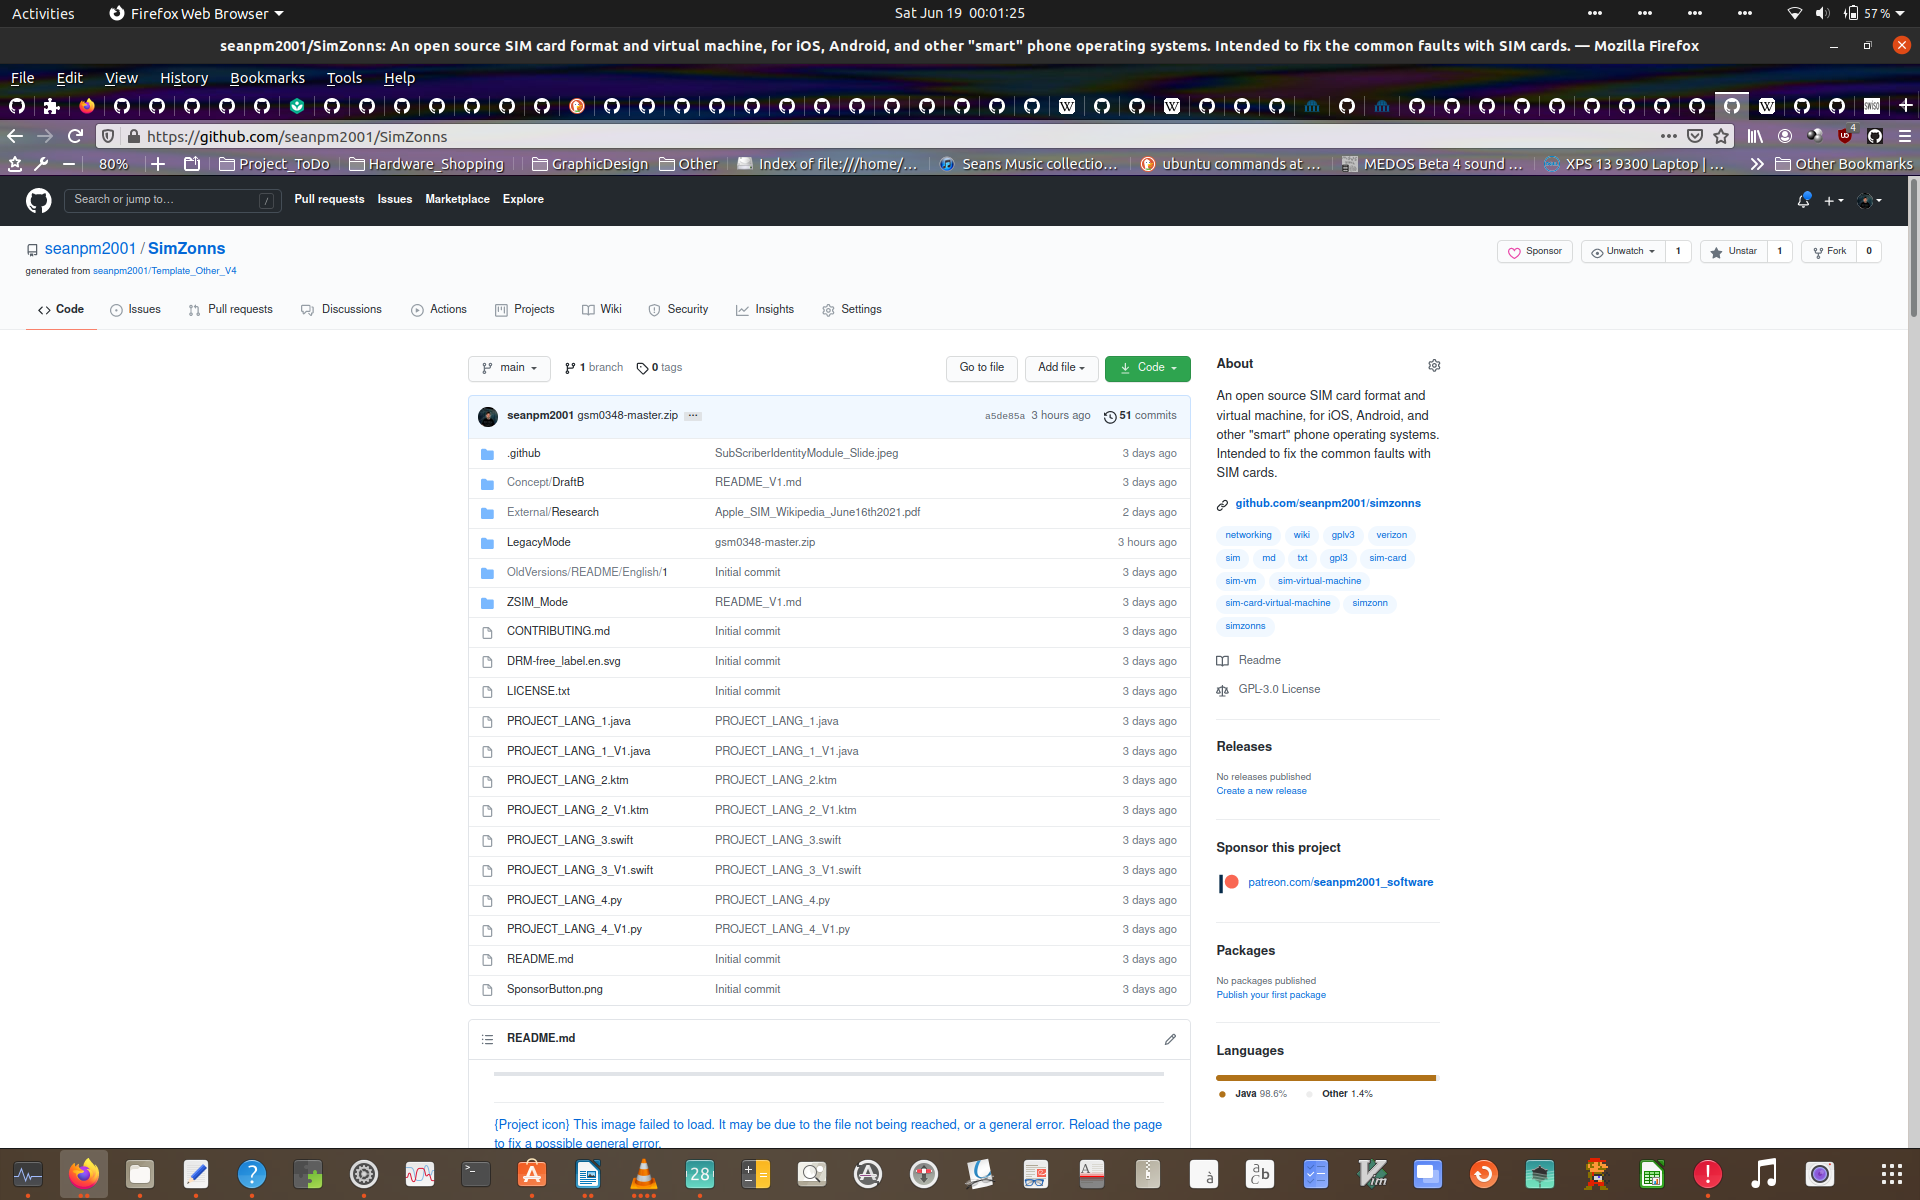 Activities Firefox Web Browser Sat Jun 19 00:01:25 57 %
seanpm2001/SimZonns: An open source SIM card format and virtual machine, for iOS, Android, and other "smart" phone operating systems. Intended to fix the common faults with SIM cards. — Mozilla Firefox
File Edit View History Bookmarks Tools Help
https://github.com/seanpm2001/SimZonns
80% Project_ToDo Hardware_Shopping GraphicDesign Other Index of file:///home/… Seans Music collectio… ubuntu commands at … MEDOS Beta 4 sound … XPS 13 9300 Laptop | … Other Bookmarks
Search or jump to… / Pull requests Issues Marketplace Explore
seanpm2001 / SimZonns
Sponsor Unwatch 1 Unstar 1 Fork 0
generated from seanpm2001/Template_Other_V4
Code Issues Pull requests Discussions Actions Projects Wiki Security Insights Settings
main 1 branch 0 tags Go to file Add file Code
seanpm2001 gsm0348-master.zip ... a5de85a 3 hours ago 51 commits
.github SubScriberIdentityModule_Slide.jpeg 3 days ago
Concept/DraftB README_V1.md 3 days ago
External/Research Apple_SIM_Wikipedia_June16th2021.pdf 2 days ago
LegacyMode gsm0348-master.zip 3 hours ago
OldVersions/README/English/1 Initial commit 3 days ago
ZSIM_Mode README_V1.md 3 days ago
CONTRIBUTING.md Initial commit 3 days ago
DRM-free_label.en.svg Initial commit 3 days ago
LICENSE.txt Initial commit 3 days ago
PROJECT_LANG_1.java PROJECT_LANG_1.java 3 days ago
PROJECT_LANG_1_V1.java PROJECT_LANG_1_V1.java 3 days ago
PROJECT_LANG_2.ktm PROJECT_LANG_2.ktm 3 days ago
PROJECT_LANG_2_V1.ktm PROJECT_LANG_2_V1.ktm 3 days ago
PROJECT_LANG_3.swift PROJECT_LANG_3.swift 3 days ago
PROJECT_LANG_3_V1.swift PROJECT_LANG_3_V1.swift 3 days ago
PROJECT_LANG_4.py PROJECT_LANG_4.py 3 days ago
PROJECT_LANG_4_V1.py PROJECT_LANG_4_V1.py 3 days ago
README.md Initial commit 3 days ago
SponsorButton.png Initial commit 3 days ago
README.md
{Project icon} This image failed to load. It may be due to the file not being reached, or a general error. Reload the page
to fix a possible general error.
About
An open source SIM card format and
virtual machine, for iOS, Android, and
other "smart" phone operating systems.
Intended to fix the common faults with
SIM cards.
github.com/seanpm2001/simzonns
networking wiki gplv3 verizon
sim md txt gpl3 sim-card
sim-vm sim-virtual-machine
sim-card-virtual-machine simzonn
simzonns
Readme
GPL-3.0 License
Releases
No releases published
Create a new release
Sponsor this project
patreon.com/seanpm2001_software
Packages
No packages published
Publish your first package
Languages
Java 98.6% Other 1.4%
28